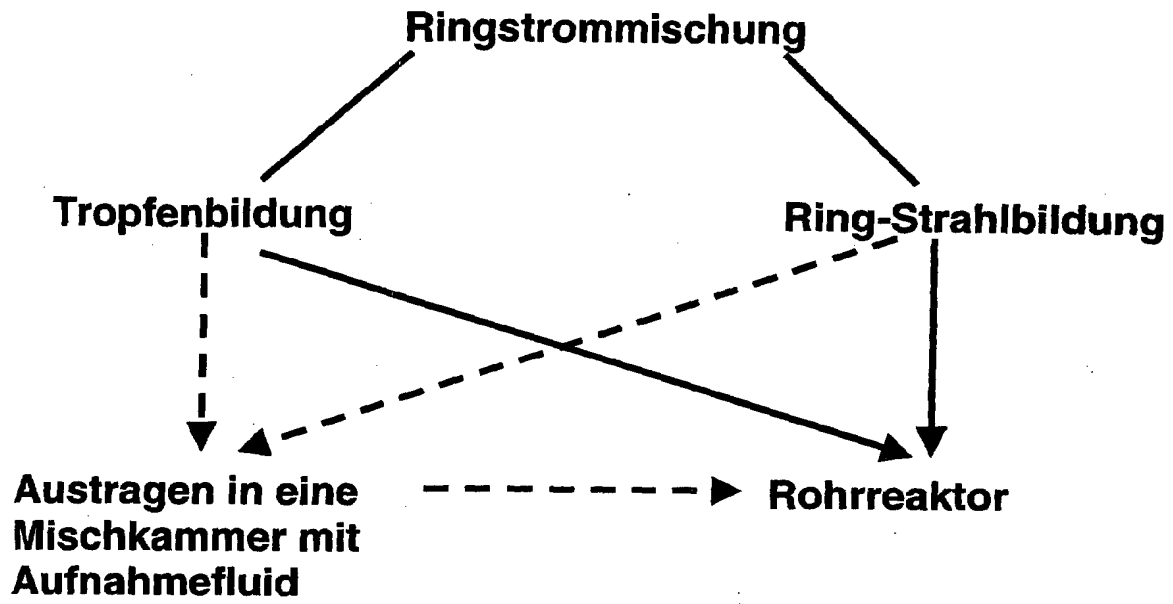 Ringstrommischung
Tropfenbildung
Ring-Strahlbildung
Austragen in eine
Mischkammer mit
Aufnahmefluid
Rohrreaktor